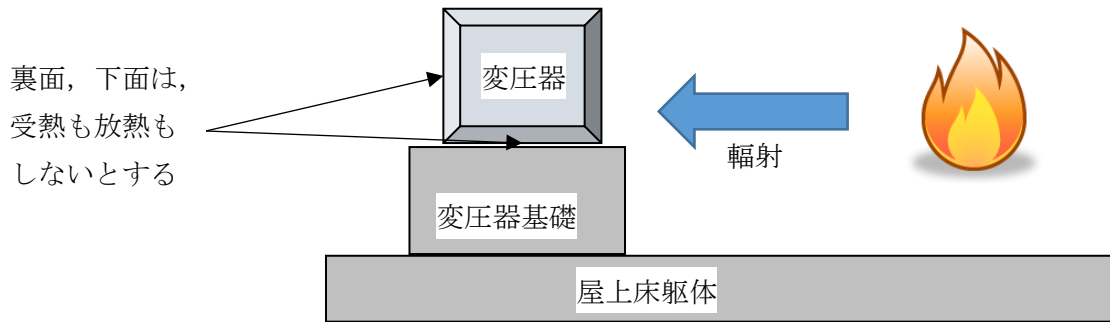 裏面，下面は，
受熱も放熱も
しないとする
変圧器
輻射
変圧器基礎
屋上床躯体